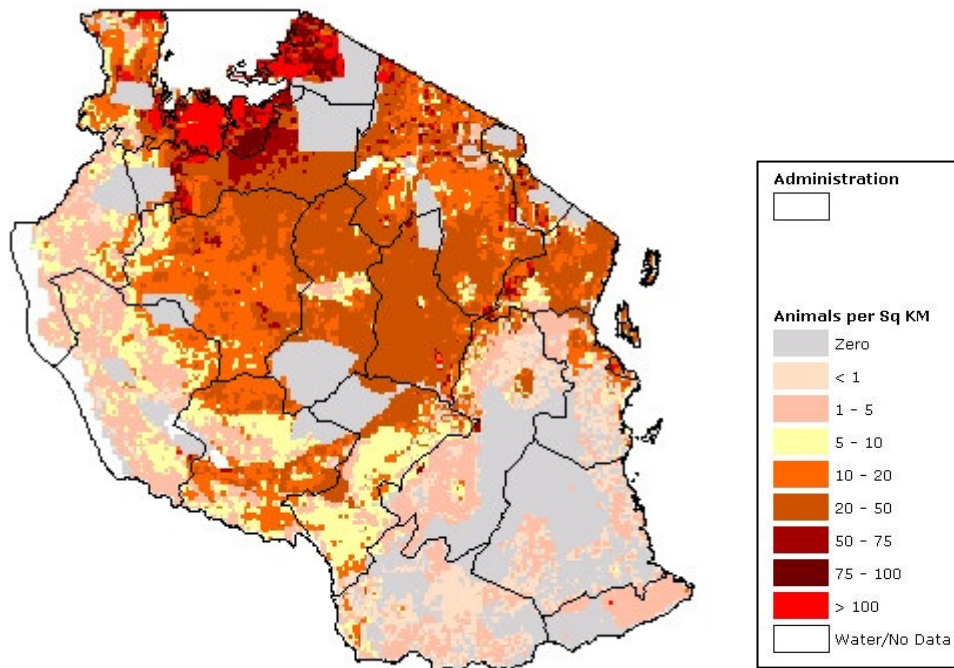 Administration
Animals per Sq KM
Zero
< 1
1 - 5
5 - 10
10 - 20
20 - 50
50 - 75
75 - 100
> 100
Water/No Data